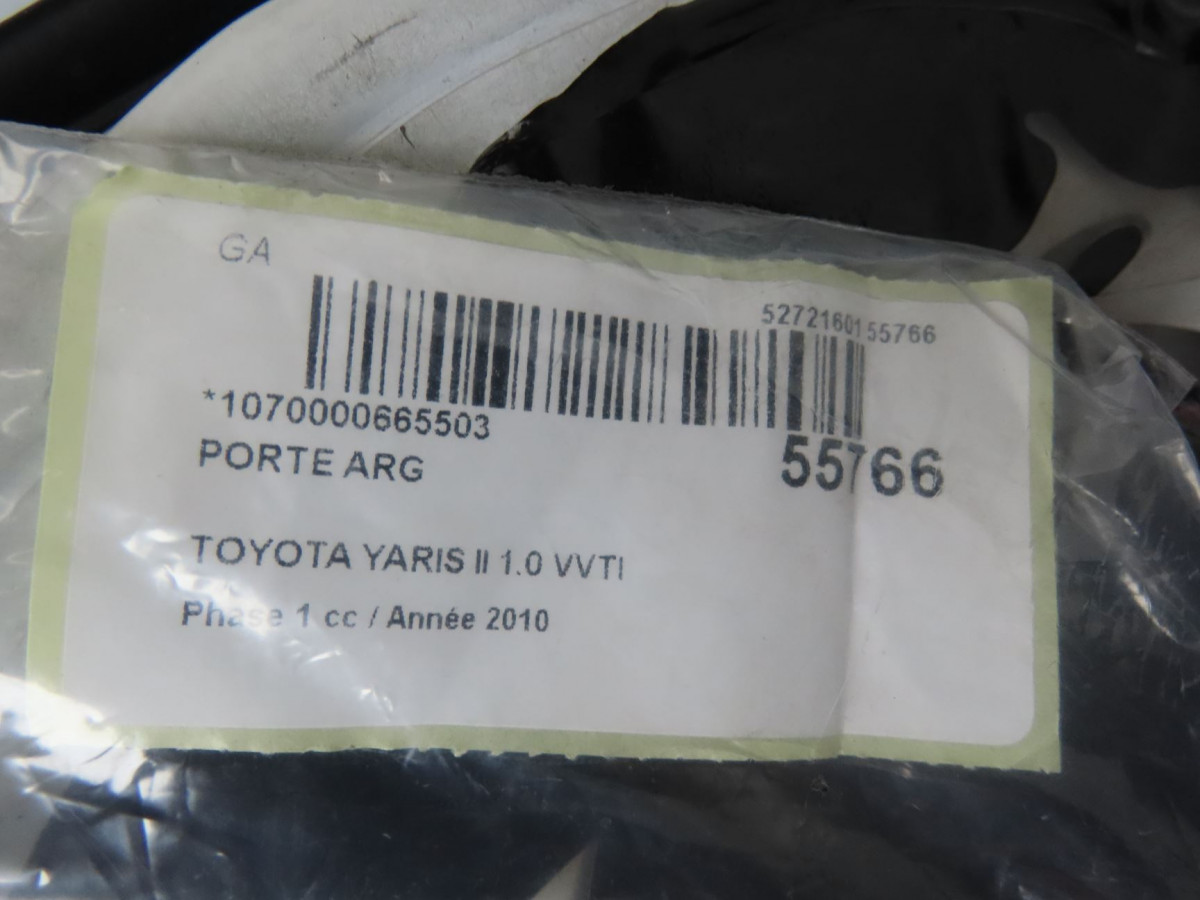 GA
5272160155766
*1070000665503
55766
PORTE ARG
TOYOTA YARIS II 1.0 VVTI
Phase 1 cc / Année 2010